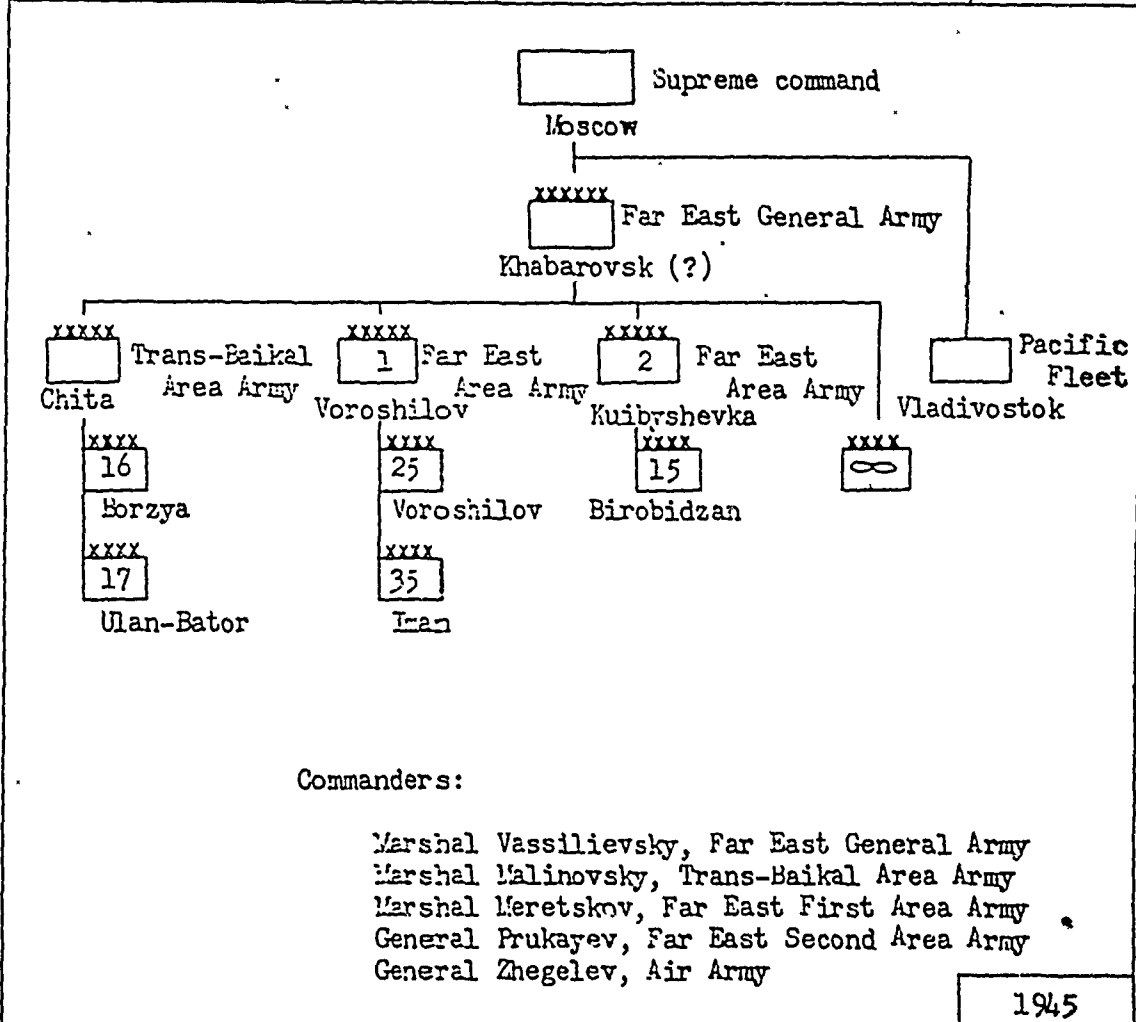 Supreme command
Moscow
xxxxxx
Far East General Army
Khabarovsk (?)
xxxxx
Trans-Baikal
Area Army
Chita
xxxxx
1
Far East
Area Army
Voroshilov
xxxxx
2
Far East
Area Army
Kuibyshevka
Pacific
Fleet
Vladivostok
xxxx
16
Borzya
xxxx
25
Voroshilov
xxxx
15
Birobidzan
xxxx
∞
xxxx
17
Ulan-Bator
xxxx
35
Iman
Commanders:
Marshal Vassilievsky, Far East General Army
Marshal Malinovsky, Trans-Baikal Area Army
Marshal Meretskov, Far East First Area Army
General Prukayev, Far East Second Area Army
General Zhegelev, Air Army
1945